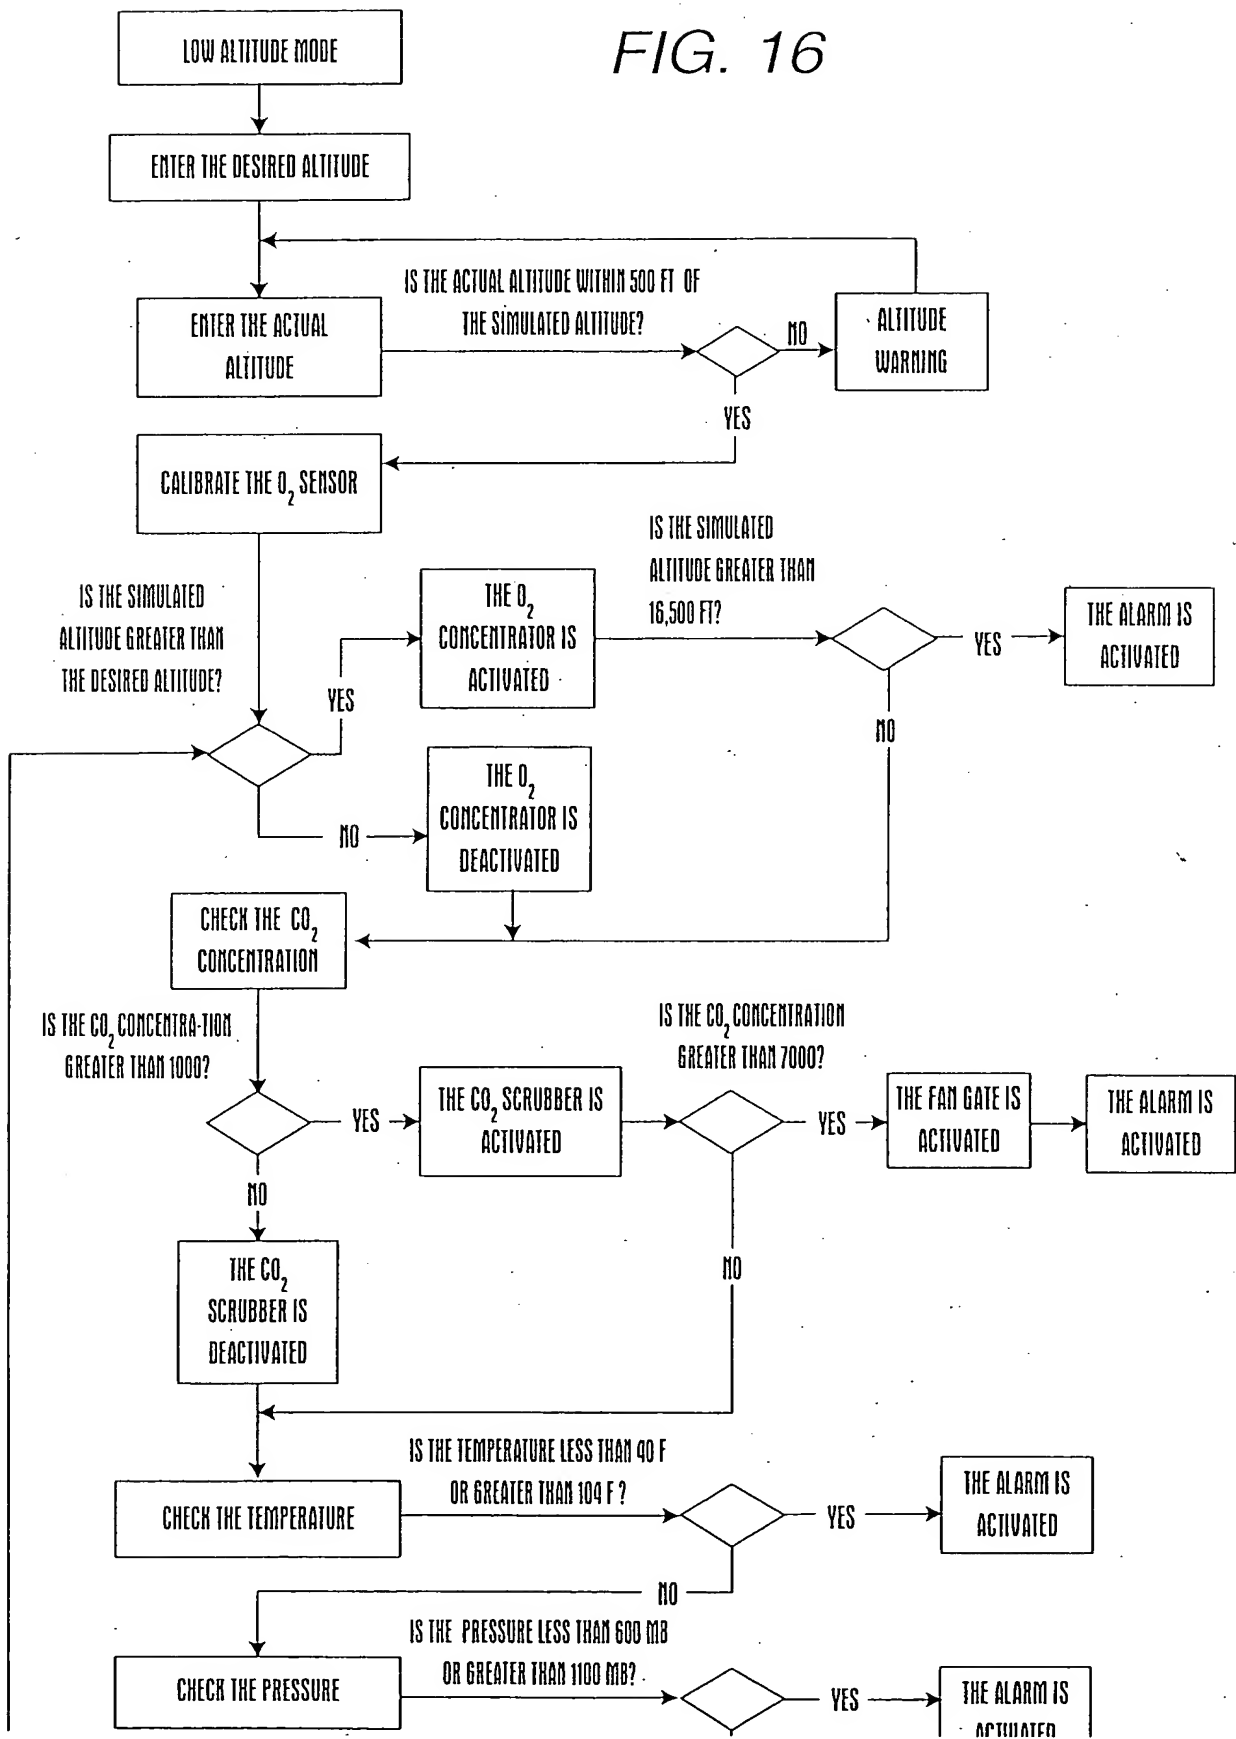 FIG. 16
LOW ALTITUDE MODE
ENTER THE DESIRED ALTITUDE
ENTER THE ACTUAL
ALTITUDE
IS THE ACTUAL ALTITUDE WITHIN 500 FT OF
THE SIMULATED ALTITUDE?
NO
ALTITUDE
WARNING
YES
CALIBRATE THE O₂ SENSOR
IS THE SIMULATED
ALTITUDE GREATER THAN
THE DESIRED ALTITUDE?
YES
THE O₂
CONCENTRATOR IS
ACTIVATED
IS THE SIMULATED
ALTITUDE GREATER THAN
16,500 FT?
YES
THE ALARM IS
ACTIVATED
NO
NO
THE O₂
CONCENTRATOR IS
DEACTIVATED
CHECK THE CO₂
CONCENTRATION
IS THE CO₂ CONCENTRA-TION
GREATER THAN 1000?
YES
THE CO₂ SCRUBBER IS
ACTIVATED
IS THE CO₂ CONCENTRATION
GREATER THAN 7000?
YES
THE FAN GATE IS
ACTIVATED
THE ALARM IS
ACTIVATED
NO
NO
THE CO₂
SCRUBBER IS
DEACTIVATED
CHECK THE TEMPERATURE
IS THE TEMPERATURE LESS THAN 40 F
OR GREATER THAN 104 F ?
YES
THE ALARM IS
ACTIVATED
NO
CHECK THE PRESSURE
IS THE PRESSURE LESS THAN 600 MB
OR GREATER THAN 1100 MB?
YES
THE ALARM IS
ACTIVATED